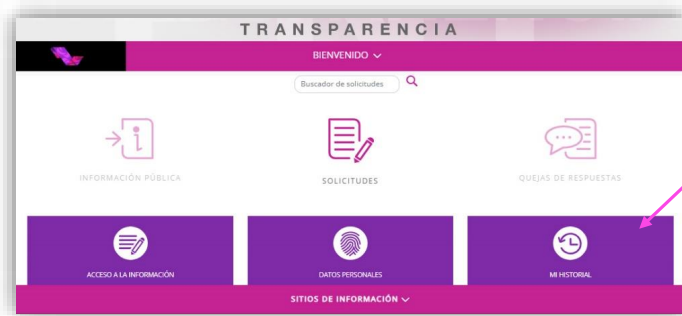 TRANSPARENCIA
BIENVENIDO
Buscador de solicitudes
INFORMACIÓN PÚBLICA
SOLICITUDES
QUEJAS DE RESPUESTAS
ACCESO A LA INFORMACIÓN
DATOS PERSONALES
MI HISTORIAL
SITIOS DE INFORMACIÓN